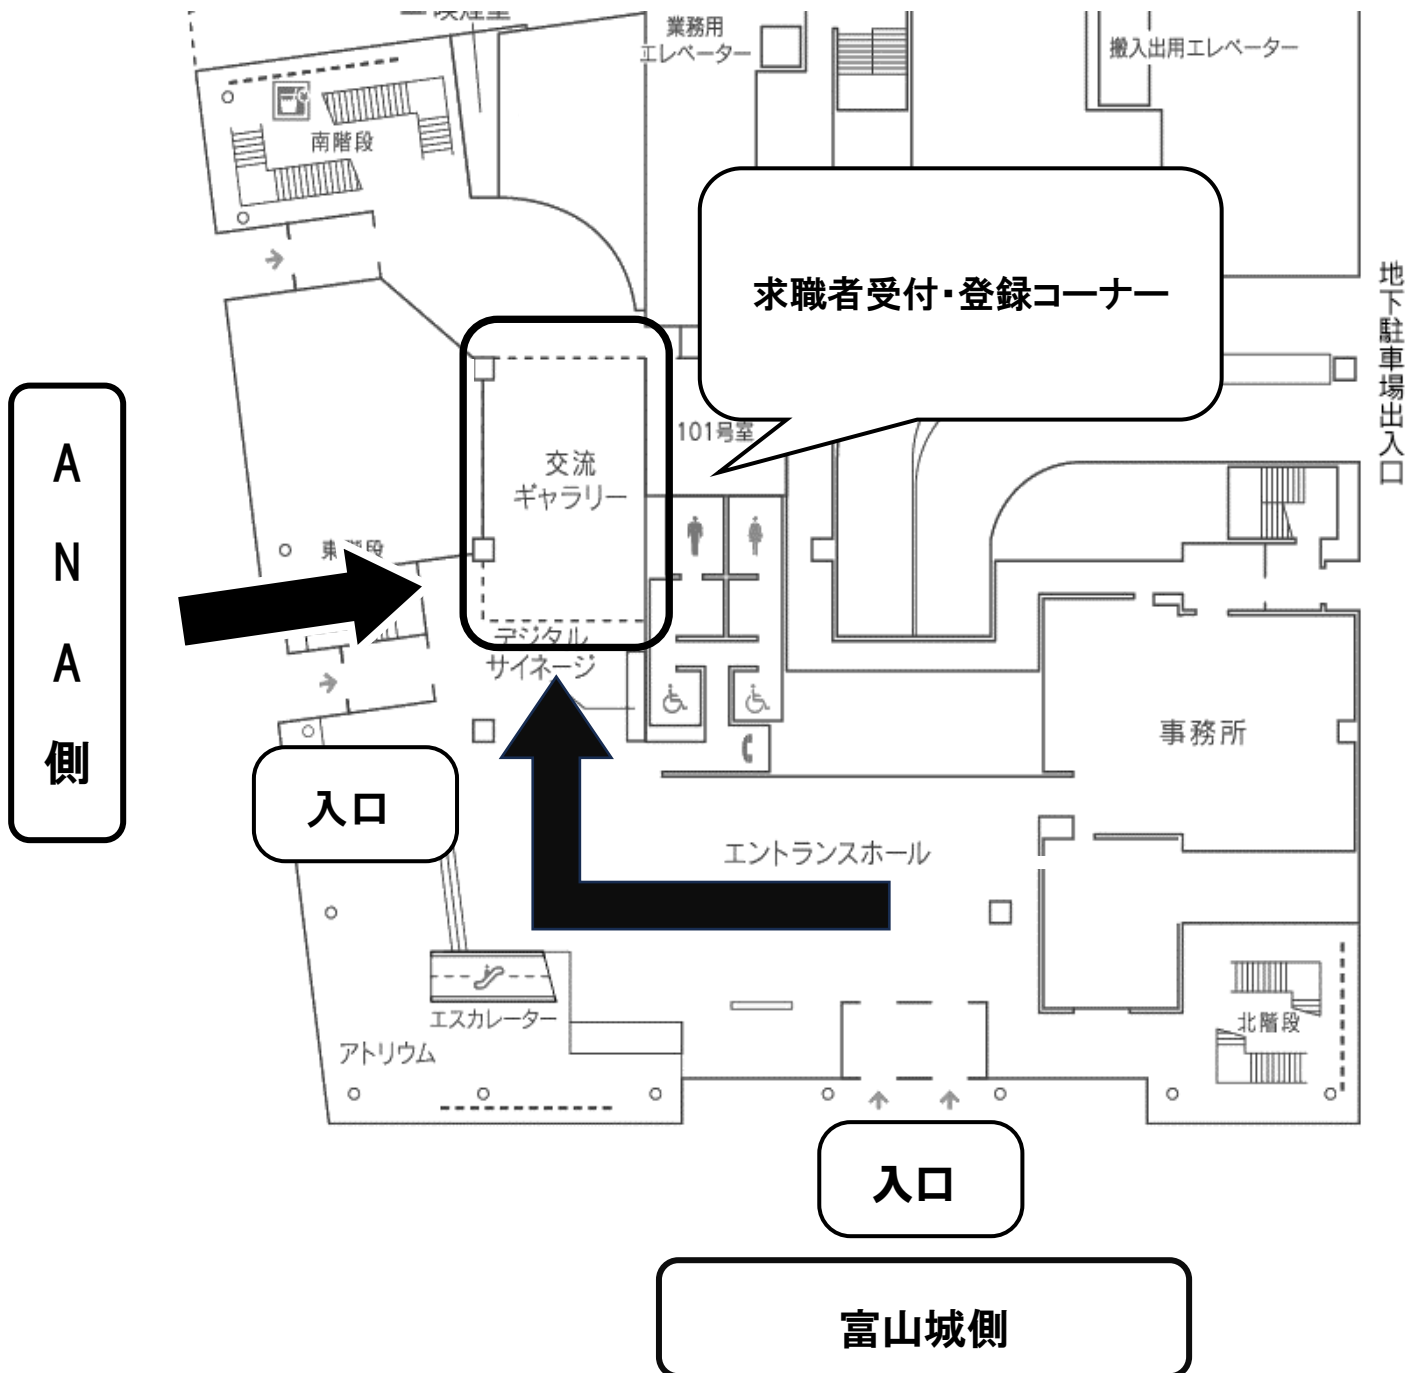 業務用
エレベーター
搬入出用エレベーター
南階段
求職者受付・登録コーナー
地下駐車場出入口
ANA側
101号室
交流
ギャラリー
東階段
デジタル
サイネージ
事務所
入口
エントランスホール
エスカレーター
北階段
アトリウム
入口
富山城側